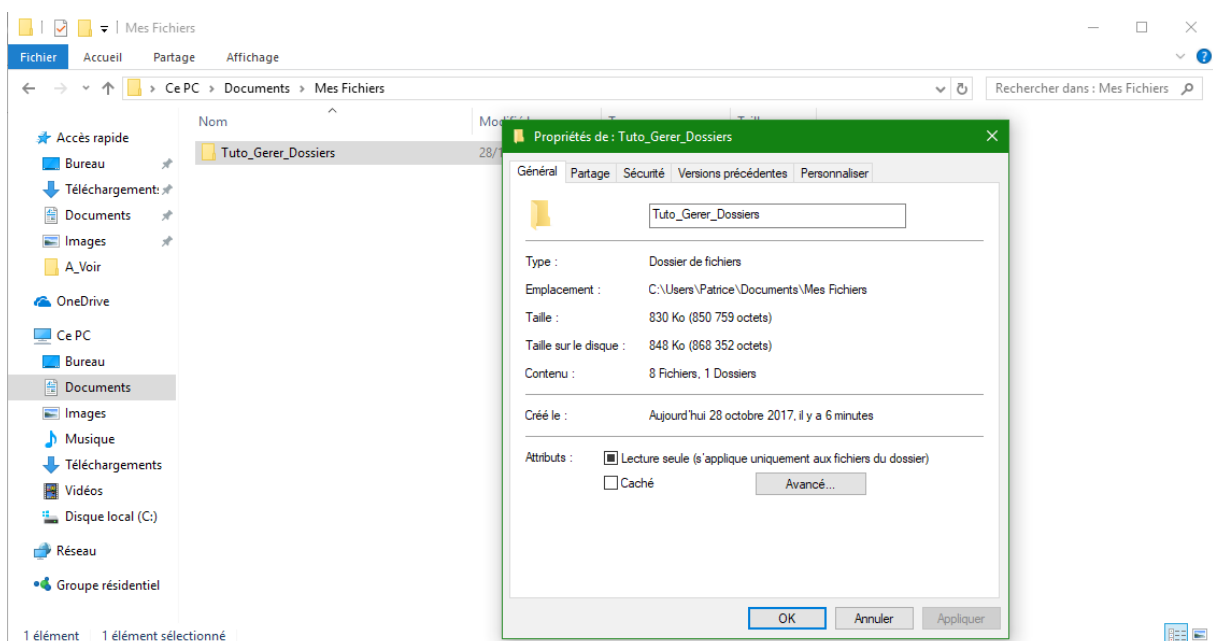 Mes Fichiers
Fichier Accueil Partage Affichage
Ce PC > Documents > Mes Fichiers
Rechercher dans : Mes Fichiers
Nom
Accès rapide
Bureau
Téléchargement:
Documents
Images
A_Voir
OneDrive
Ce PC
Bureau
Documents
Images
Musique
Téléchargements
Vidéos
Disque local (C:)
Réseau
Groupe résidentiel
Tuto_Gerer_Dossiers
Propriétés de : Tuto_Gerer_Dossiers
Général Partage Sécurité Versions précédentes Personnaliser
Tuto_Gerer_Dossiers
Type : Dossier de fichiers
Emplacement : C:\Users\Patrice\Documents\Mes Fichiers
Taille : 830 Ko (850 759 octets)
Taille sur le disque : 848 Ko (868 352 octets)
Contenu : 8 Fichiers, 1 Dossiers
Créé le : Aujourd'hui 28 octobre 2017, il y a 6 minutes
Attributs : Lecture seule (s'applique uniquement aux fichiers du dossier)
Caché Avancé...
OK Annuler Appliquer
1 élément 1 élément sélectionné